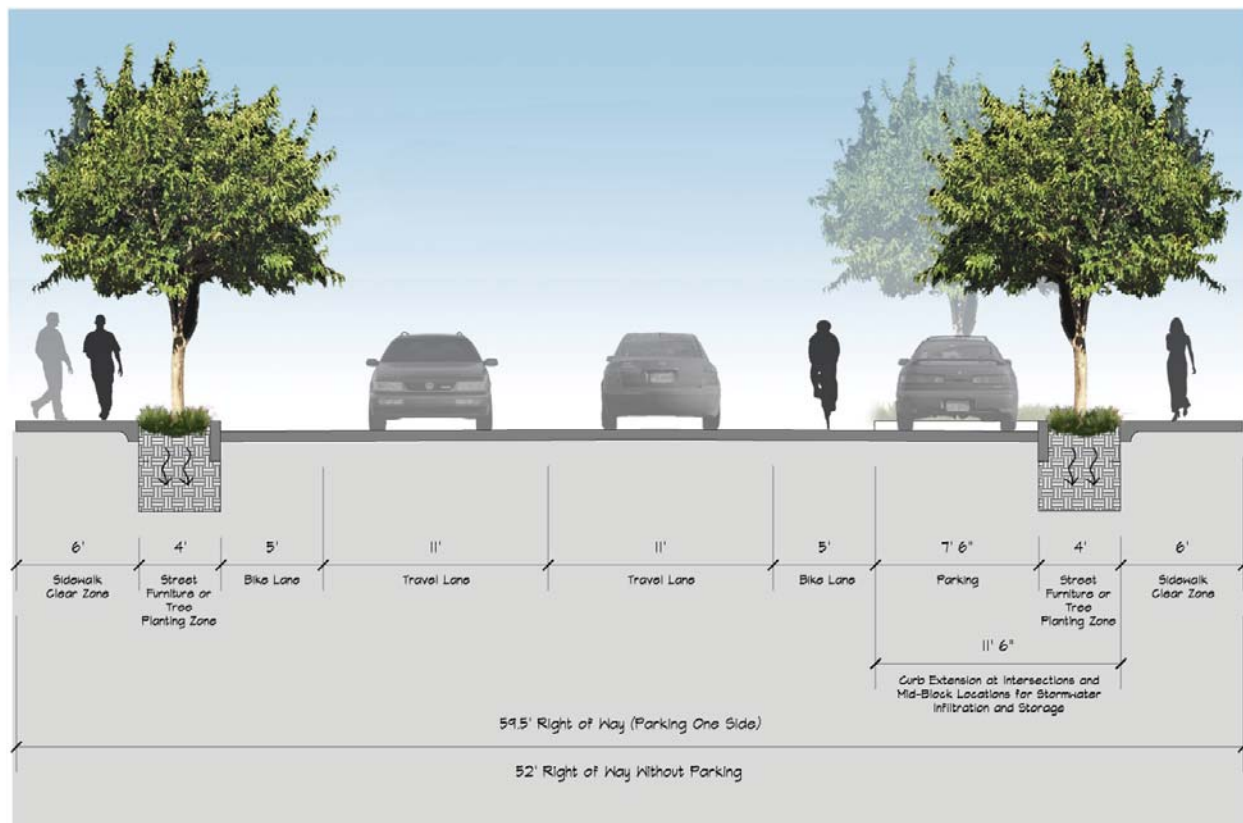 6'
4'
5'
11'
11'
5'
7' 6"
4'
6'
Sidewalk
Clear Zone
Street
Furniture or
Tree
Planting Zone
Bike Lane
Travel Lane
Travel Lane
Bike Lane
Parking
Street
Furniture or
Tree
Planting Zone
Sidewalk
Clear Zone
11' 6"
Curb Extension at Intersections and
Mid-Block Locations for Stormwater
Infiltration and Storage
59.5' Right of Way (Parking One Side)
52' Right of Way Without Parking